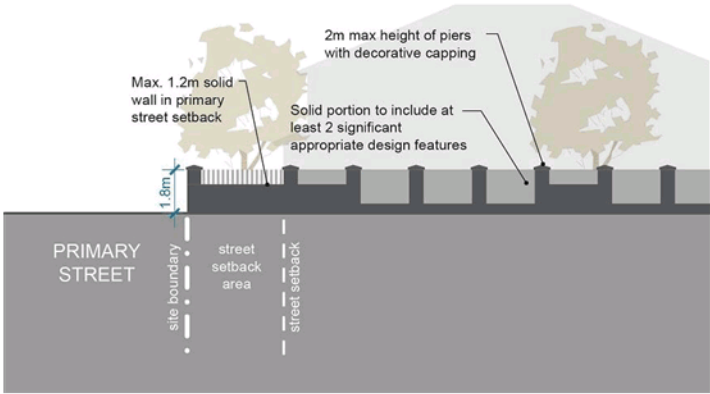 2m max height of piers
with decorative capping
Max. 1.2m solid
wall in primary
street setback
Solid portion to include at
least 2 significant
appropriate design features
1.8m
PRIMARY
STREET
site boundary
street
setback
area
street setback